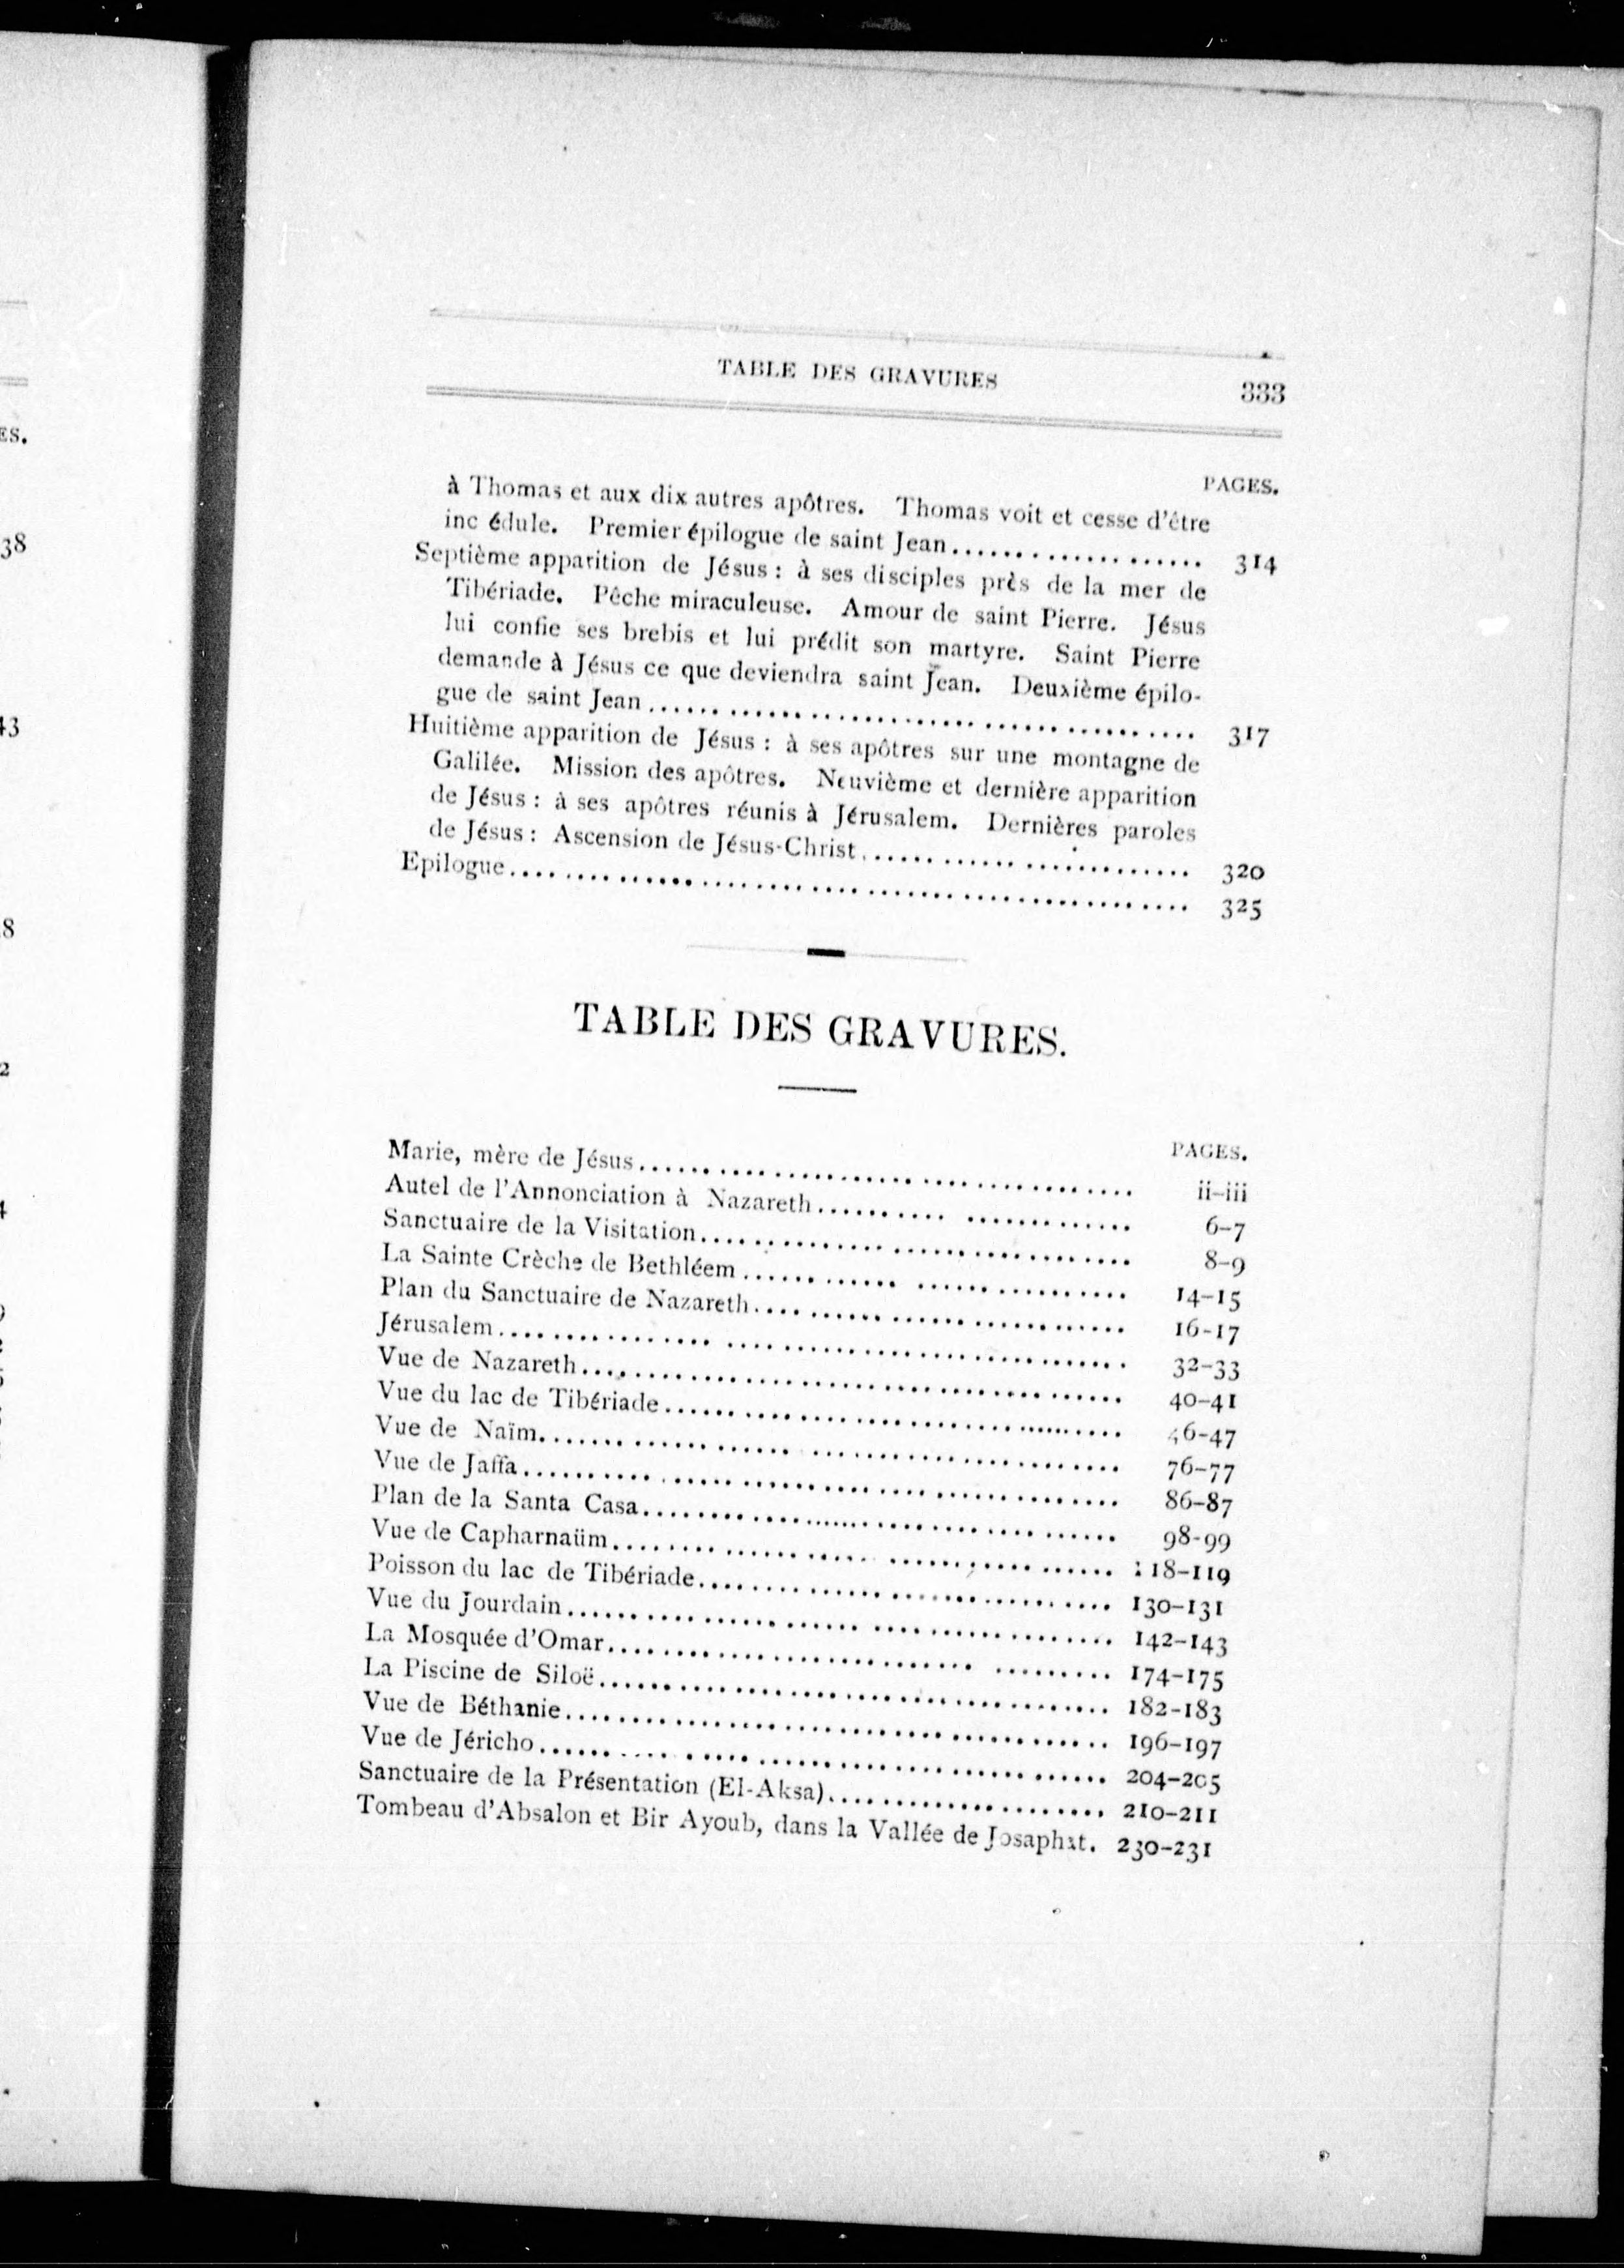 TABLE DES GRAVURES 333
PAGES.
à Thomas et aux dix autres apôtres. Thomas voit et cesse d'être
inc édule. Premier épilogue de saint Jean.................... 314
Septième apparition de Jésus : à ses disciples près de la mer de
Tibériade. Pêche miraculeuse. Amour de saint Pierre. Jésus
lui confie ses brebis et lui prédit son martyre. Saint Pierre
demande à Jésus ce que deviendra saint Jean. Deuxième épilo-
gue de saint Jean.................... 317
Huitième apparition de Jésus : à ses apôtres sur une montagne de
Galilée. Mission des apôtres. Neuvième et dernière apparition
de Jésus : à ses apôtres réunis à Jérusalem. Dernières paroles
de Jésus : Ascension de Jésus-Christ.................... 320
Epilogue.................... 325
TABLE DES GRAVURES.
PAGES.
Marie, mère de Jésus.................... ii–iii
Autel de l'Annonciation à Nazareth.................... 6–7
Sanctuaire de la Visitation.................... 8–9
La Sainte Crèche de Bethléem.................... 14–15
Plan du Sanctuaire de Nazareth.................... 16-17
Jérusalem.................... 32–33
Vue de Nazareth.................... 40–41
Vue du lac de Tibériade.................... 46-47
Vue de Naïm.................... 76–77
Vue de Jaffa.................... 86–87
Plan de la Santa Casa.................... 98-99
Vue de Capharnaüm.................... 118–119
Poisson du lac de Tibériade.................... 130–131
Vue du Jourdain.................... 142–143
La Mosquée d'Omar.................... 174–175
La Piscine de Siloë.................... 182-183
Vue de Béthanie.................... 196–197
Vue de Jéricho.................... 204–205
Sanctuaire de la Présentation (El-Aksa).................... 210–211
Tombeau d'Absalon et Bir Ayoub, dans la Vallée de Josaphat. 230–231